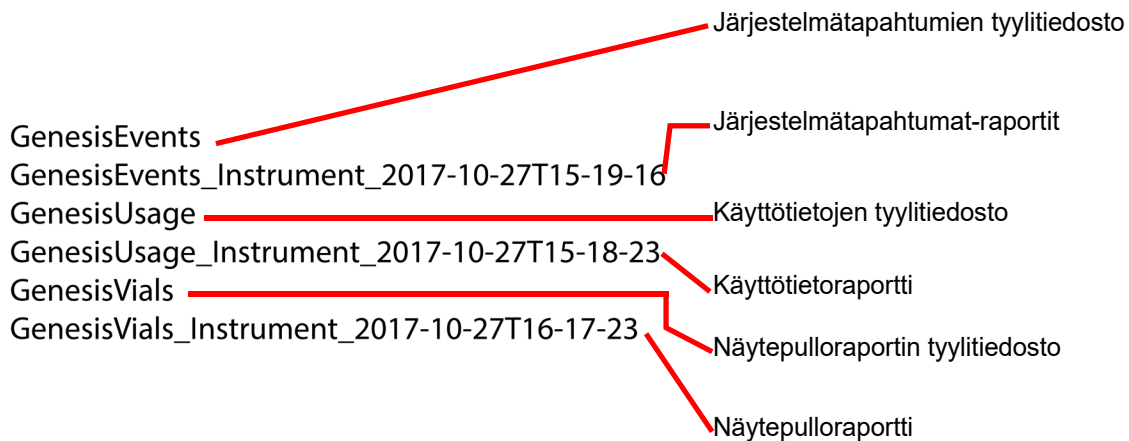 Järjestelmätapahtumien tyylitiedosto
GenesisEvents
Järjestelmätapahtumat-raportit
GenesisEvents_Instrument_2017-10-27T15-19-16
GenesisUsage
Käyttötietojen tyylitiedosto
GenesisUsage_Instrument_2017-10-27T15-18-23
Käyttötietoraportti
GenesisVials
Näytepulloraportin tyylitiedosto
GenesisVials_Instrument_2017-10-27T16-17-23
Näytepulloraportti